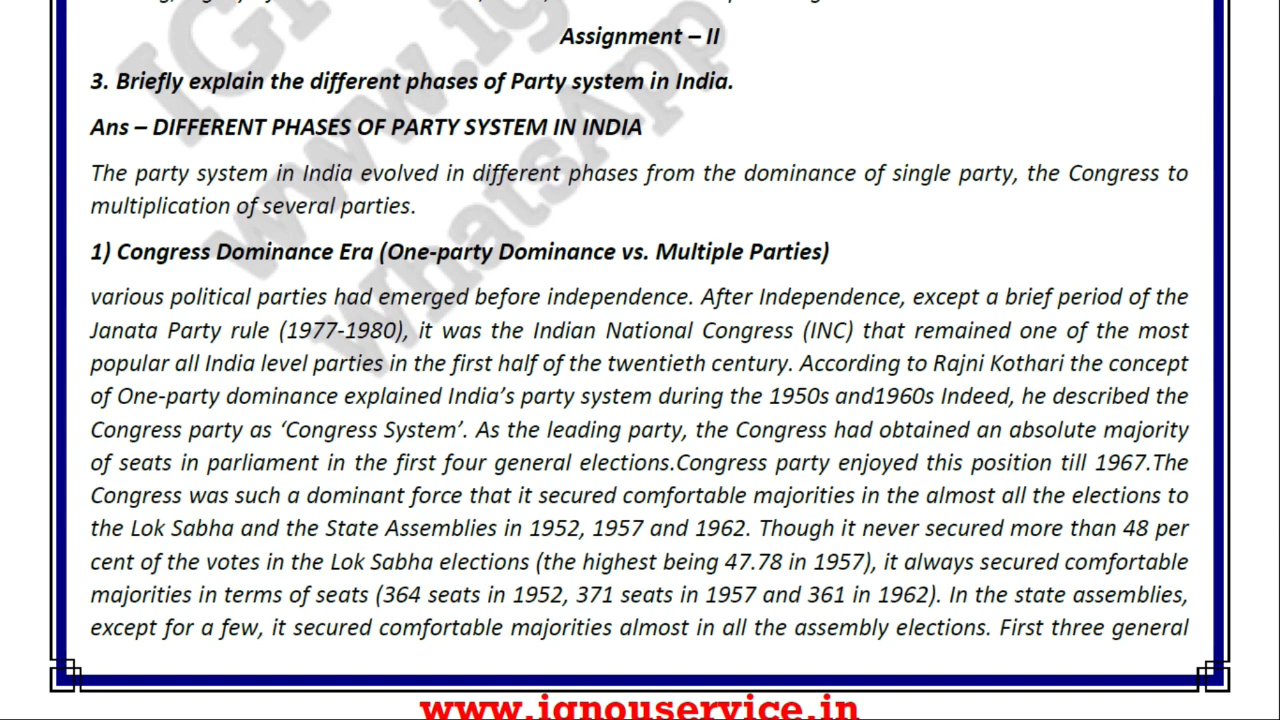 Assignment – II
3. Briefly explain the different phases of Party system in India.
Ans – DIFFERENT PHASES OF PARTY SYSTEM IN INDIA
The party system in India evolved in different phases from the dominance of single party, the Congress to
multiplication of several parties.
1) Congress Dominance Era (One-party Dominance vs. Multiple Parties)
various political parties had emerged before independence. After Independence, except a brief period of the
Janata Party rule (1977-1980), it was the Indian National Congress (INC) that remained one of the most
popular all India level parties in the first half of the twentieth century. According to Rajni Kothari the concept
of One-party dominance explained India’s party system during the 1950s and1960s Indeed, he described the
Congress party as ‘Congress System’. As the leading party, the Congress had obtained an absolute majority
of seats in parliament in the first four general elections.Congress party enjoyed this position till 1967.The
Congress was such a dominant force that it secured comfortable majorities in the almost all the elections to
the Lok Sabha and the State Assemblies in 1952, 1957 and 1962. Though it never secured more than 48 per
cent of the votes in the Lok Sabha elections (the highest being 47.78 in 1957), it always secured comfortable
majorities in terms of seats (364 seats in 1952, 371 seats in 1957 and 361 in 1962). In the state assemblies,
except for a few, it secured comfortable majorities almost in all the assembly elections. First three general
www.ignouservice.in